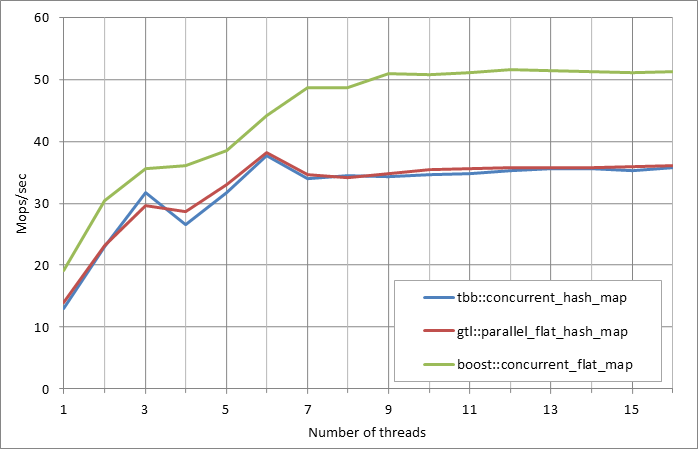 60
50
40
30
20
10
0
Mops/sec
tbb::concurrent_hash_map
gtl::parallel_flat_hash_map
boost::concurrent_flat_map
1 3 5 7 9 11 13 15
Number of threads